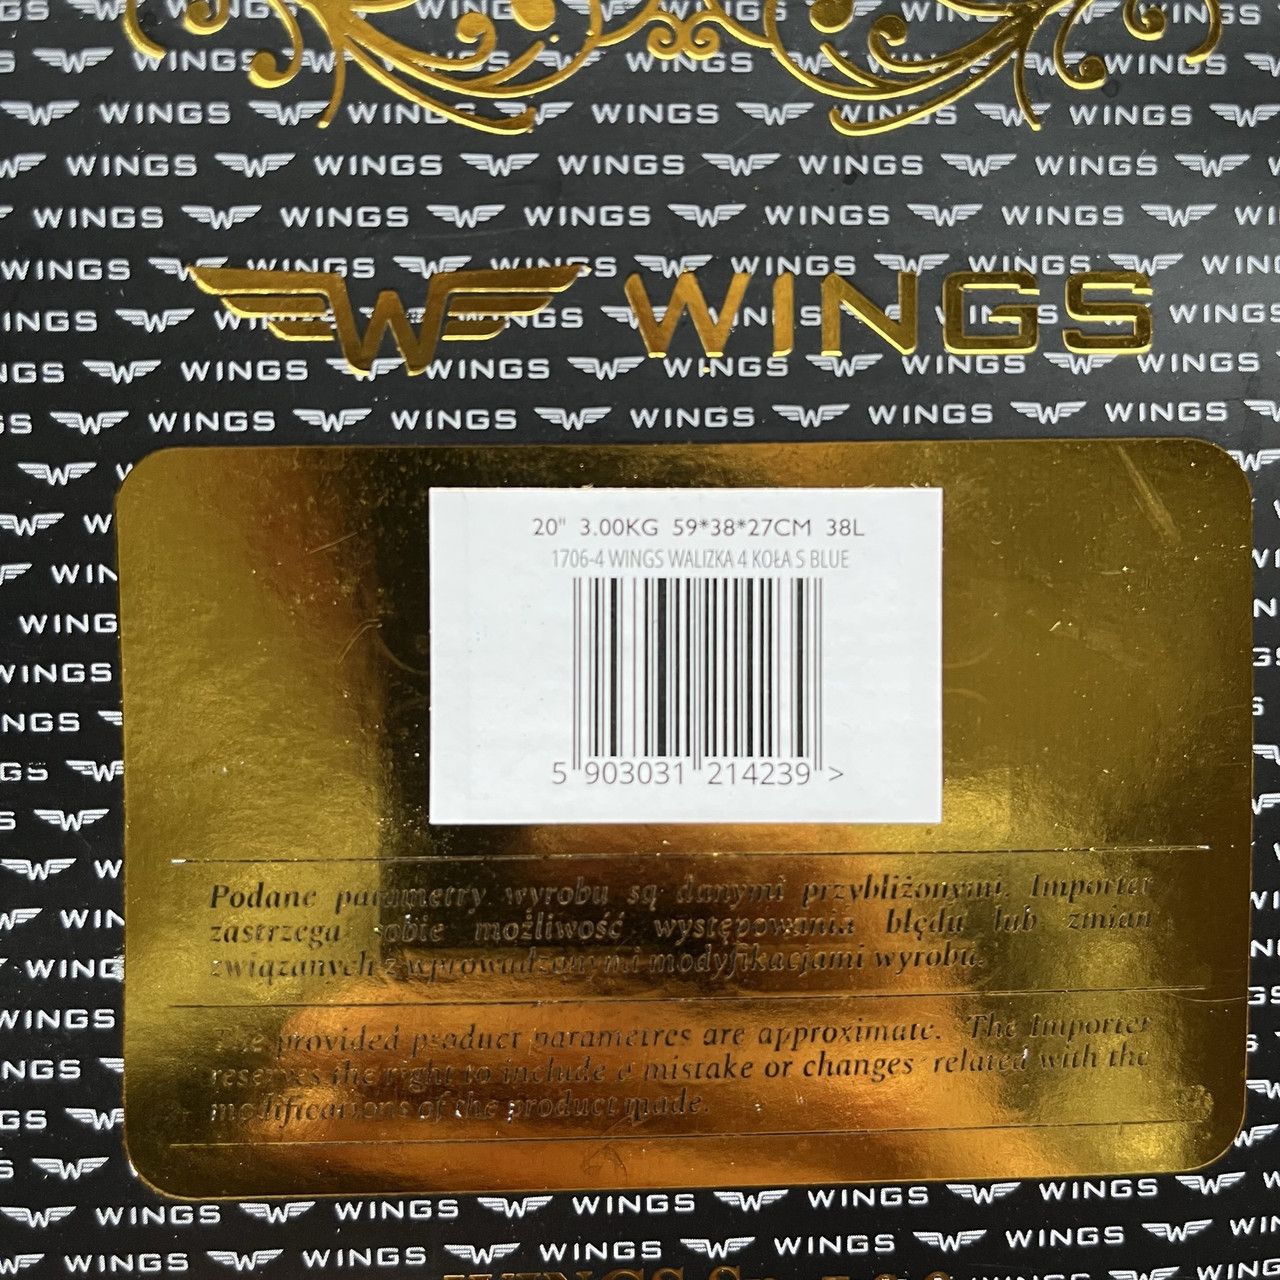 WINGS
20" 3.00KG 59*38*27CM 38L
1706-4 WINGS WALIZKA 4 KOŁA S BLUE
5 903031 214239 >
Podane parametry wyrobu są danymi przybliżonymi. Importer
zastrzega sobie możliwość występowania błędu lub zmian
związanych z wprowadzanymi modyfikacjami wyrobu.
The provided product parametres are approximate. The Importer
reserves the right to include a mistake or changes related with the
modifications of the product made.